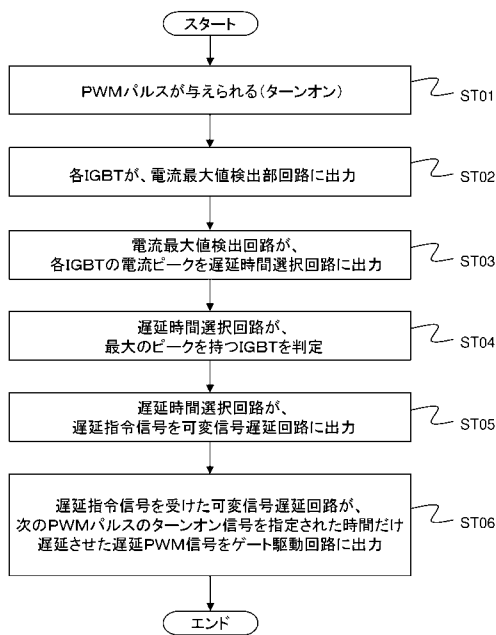 スタート
PWMパルスが与えられる(ターンオン)
ST01
各IGBTが、電流最大値検出部回路に出力
ST02
電流最大値検出回路が、
各IGBTの電流ピークを遅延時間選択回路に出力
ST03
遅延時間選択回路が、
最大のピークを持つIGBTを判定
ST04
遅延時間選択回路が、
遅延指令信号を可変信号遅延回路に出力
ST05
遅延指令信号を受けた可変信号遅延回路が、
次のPWMパルスのターンオン信号を指定された時間だけ
遅延させた遅延PWM信号をゲート駆動回路に出力
ST06
エンド